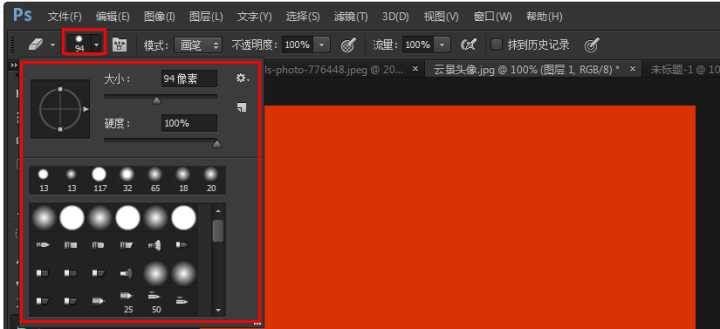 Ps 文件(F) 编辑(E) 图像(I) 图层(L) 文字(Y) 选择(S) 滤镜(T) 3D(D) 视图(V) 窗口(W) 帮助(H)
94 模式: 画笔 不透明度: 100% 流量: 100% 抹到历史记录
ls-photo-776448.jpeg @ 20... × 云景头像.jpg @ 100% (图层 1, RGB/8) * × 未标题-1 @ 10
大小: 94 像素
硬度: 100%
13 13 117 32 65 18 20
25 50